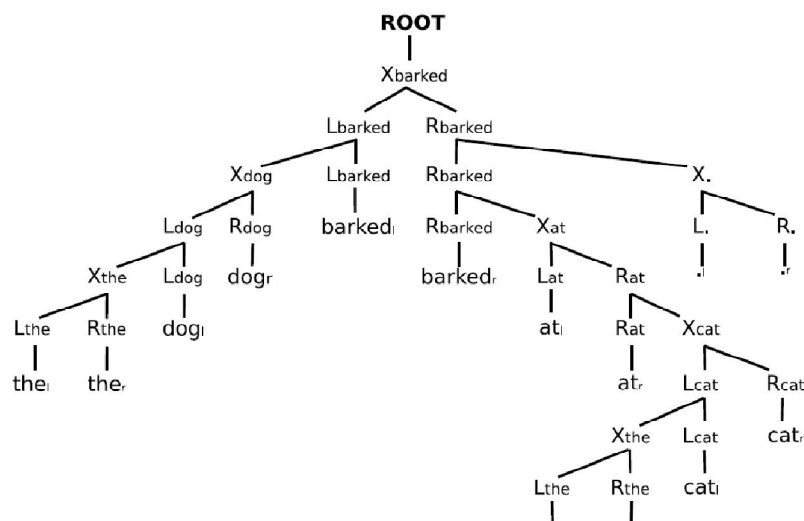 ROOT
Xbarked
Lbarked Rbarked
Xdog Lbarked Rbarked X.
Ldog Rdog barkedl Rbarked Xat L. R.
Xthe Ldog dogr barkedr Lat Rat .l .r
Lthe Rthe dogl atl Rat Xcat
thel ther atr Lcat Rcat
Xthe Lcat catr
Lthe Rthe catl